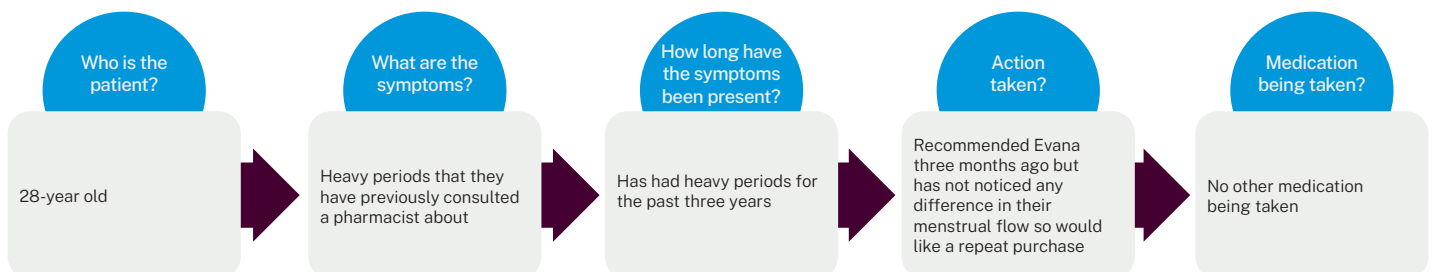 Who is the
patient?
28-year old
What are the
symptoms?
Heavy periods that they
have previously consulted
a pharmacist about
How long have
the symptoms
been present?
Has had heavy periods for
the past three years
Action
taken?
Recommended Evana
three months ago but
has not noticed any
difference in their
menstrual flow so would
like a repeat purchase
Medication
being taken?
No other medication
being taken